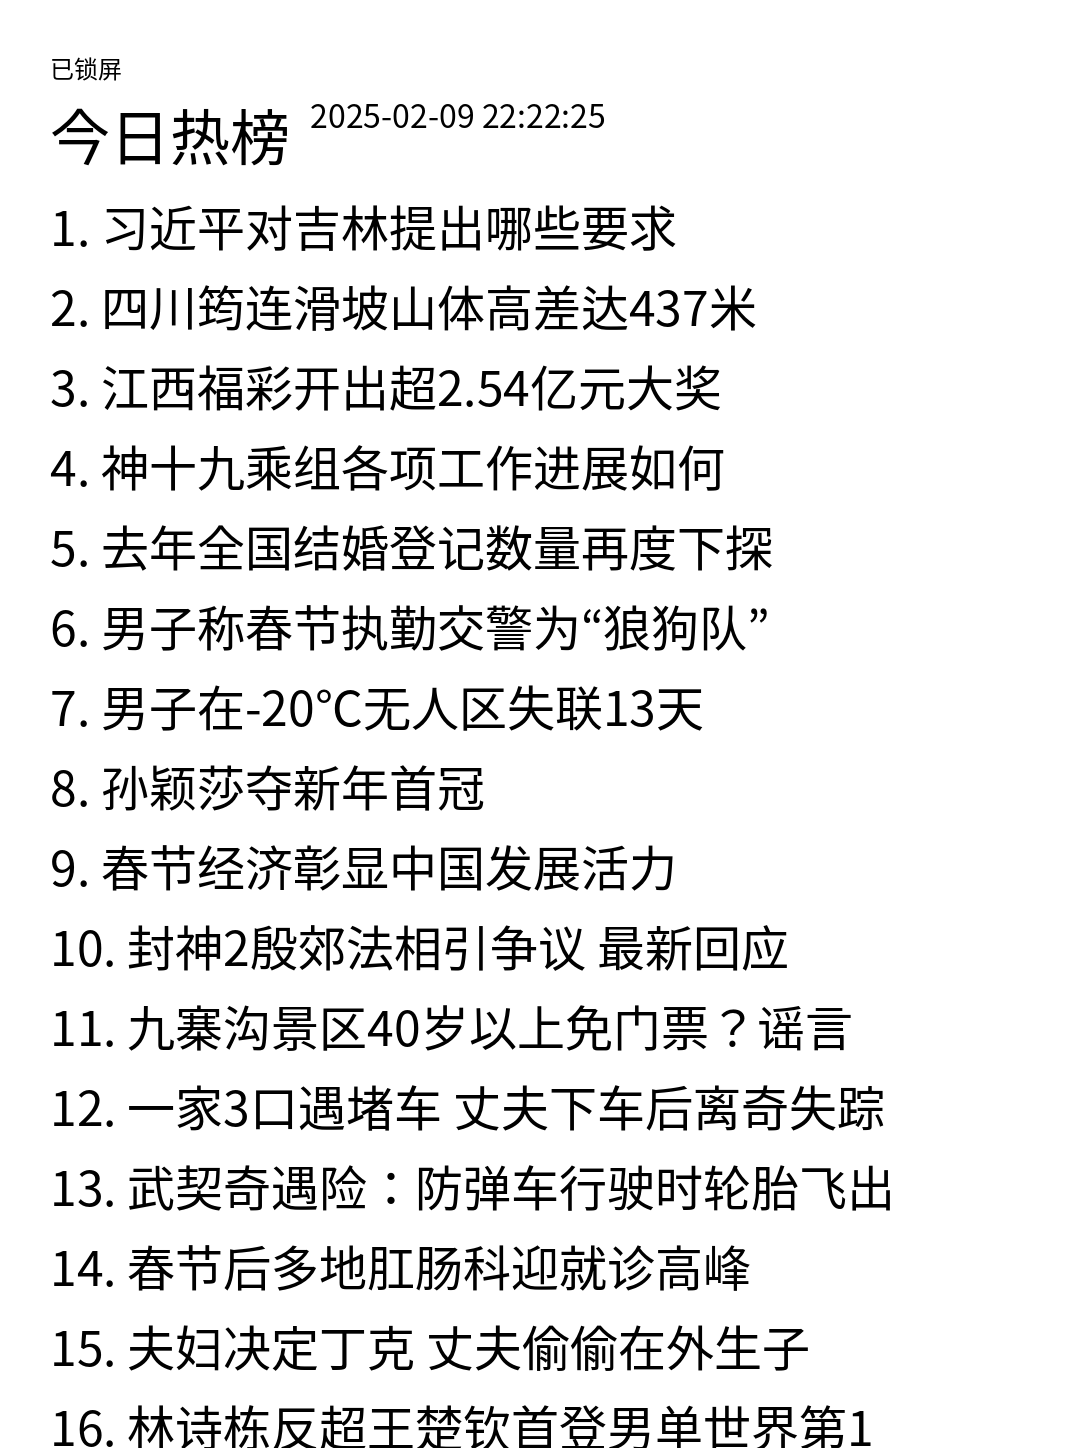 已锁屏
今日热榜 2025-02-09 22:22:25
1. 习近平对吉林提出哪些要求
2. 四川筠连滑坡山体高差达437米
3. 江西福彩开出超2.54亿元大奖
4. 神十九乘组各项工作进展如何
5. 去年全国结婚登记数量再度下探
6. 男子称春节执勤交警为“狼狗队”
7. 男子在-20℃无人区失联13天
8. 孙颖莎夺新年首冠
9. 春节经济彰显中国发展活力
10. 封神2殷郊法相引争议 最新回应
11. 九寨沟景区40岁以上免门票？谣言
12. 一家3口遇堵车 丈夫下车后离奇失踪
13. 武契奇遇险：防弹车行驶时轮胎飞出
14. 春节后多地肛肠科迎就诊高峰
15. 夫妇决定丁克 丈夫偷偷在外生子
16. 林诗栋反超王楚钦首登男单世界第1